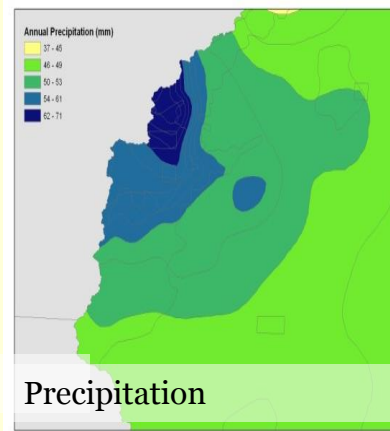 Annual Precipitation (mm)
37 - 45
46 - 49
50 - 53
54 - 61
62 - 71
Precipitation